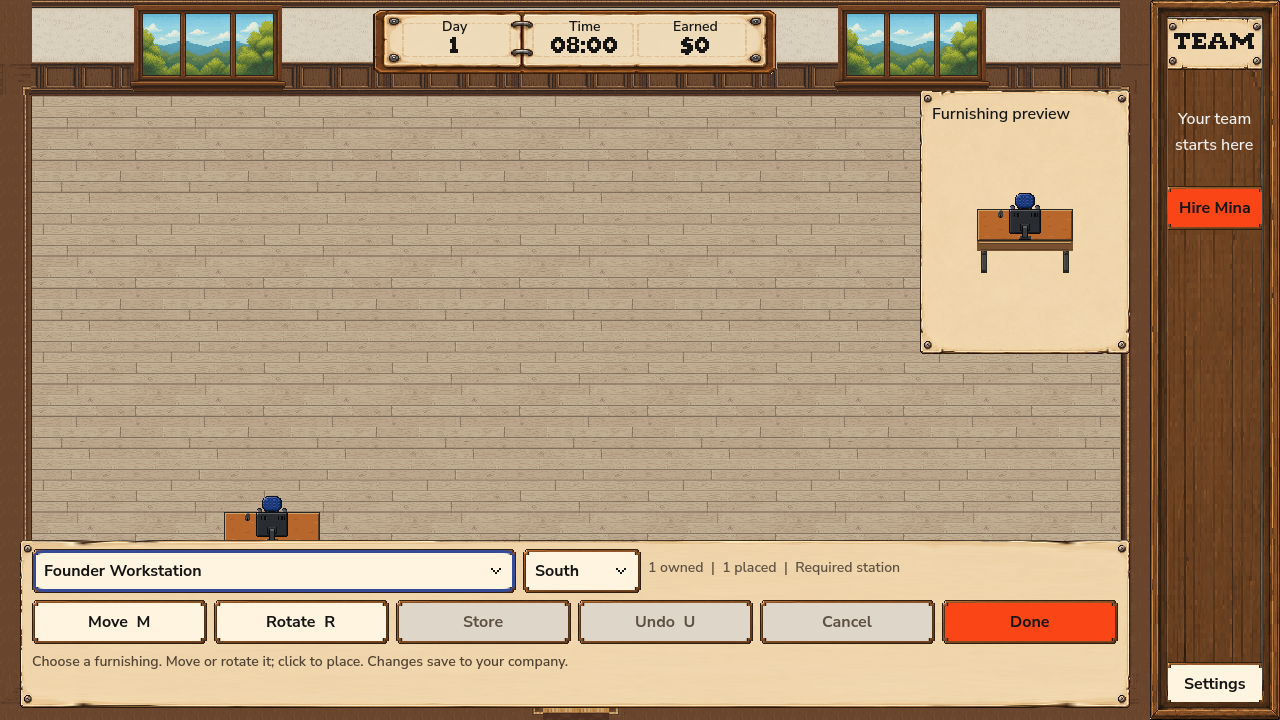 Day
1
Time
08:00
Earned
$0
TEAM
Your team
starts here
Hire Mina
Furnishing preview
Founder Workstation
South
1 owned | 1 placed | Required station
Move M
Rotate R
Store
Undo U
Cancel
Done
Choose a furnishing. Move or rotate it; click to place. Changes save to your company.
Settings